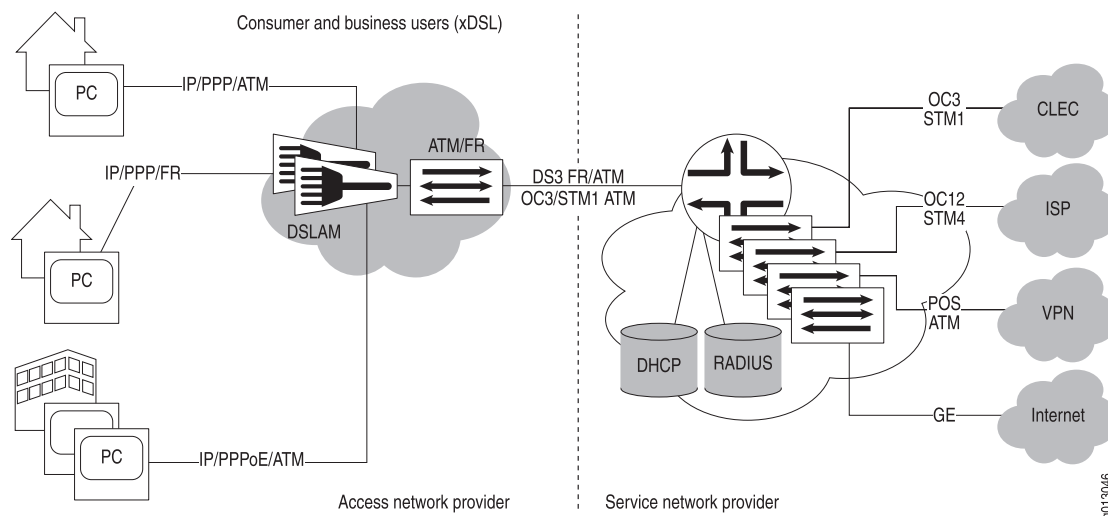 Consumer and business users (xDSL)
PC
IP/PPP/ATM
IP/PPP/FR
PC
DSLAM
ATM/FR
DS3 FR/ATM
OC3/STM1 ATM
OC3
STM1
CLEC
OC12
STM4
ISP
POS
ATM
VPN
DHCP
RADIUS
GE
Internet
PC
IP/PPPoE/ATM
Access network provider
Service network provider
g013046